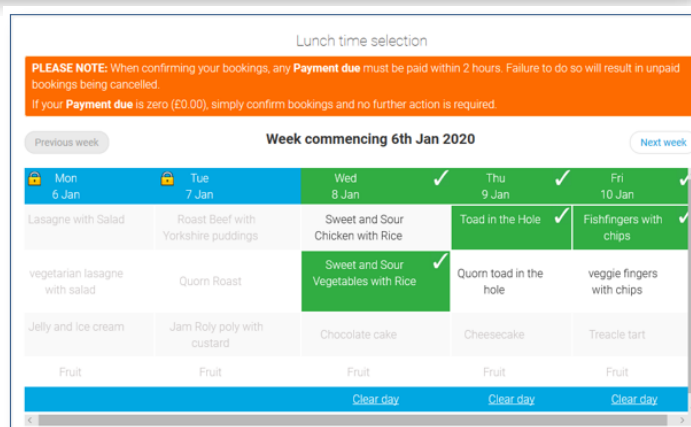 Lunch time selection
PLEASE NOTE: When confirming your bookings, any Payment due must be paid within 2 hours. Failure to do so will result in unpaid
bookings being cancelled.
If your Payment due is zero (£0.00), simply confirm bookings and no further action is required.
Previous week
Week commencing 6th Jan 2020
Next week
Mon Tue Wed Thu Fri
6 Jan 7 Jan 8 Jan 9 Jan 10 Jan
Lasagne with Salad
Roast Beef with
Yorkshire puddings
Sweet and Sour
Chicken with Rice
Toad in the Hole
Fishfingers with
chips
vegetarian lasagne
with salad
Quorn Roast
Sweet and Sour
Vegetables with Rice
Quorn toad in the
hole
veggie fingers
with chips
Jelly and Ice cream
Jam Roly poly with
custard
Chocolate cake
Cheesecake
Treacle tart
Fruit Fruit Fruit Fruit Fruit
Clear day Clear day Clear day